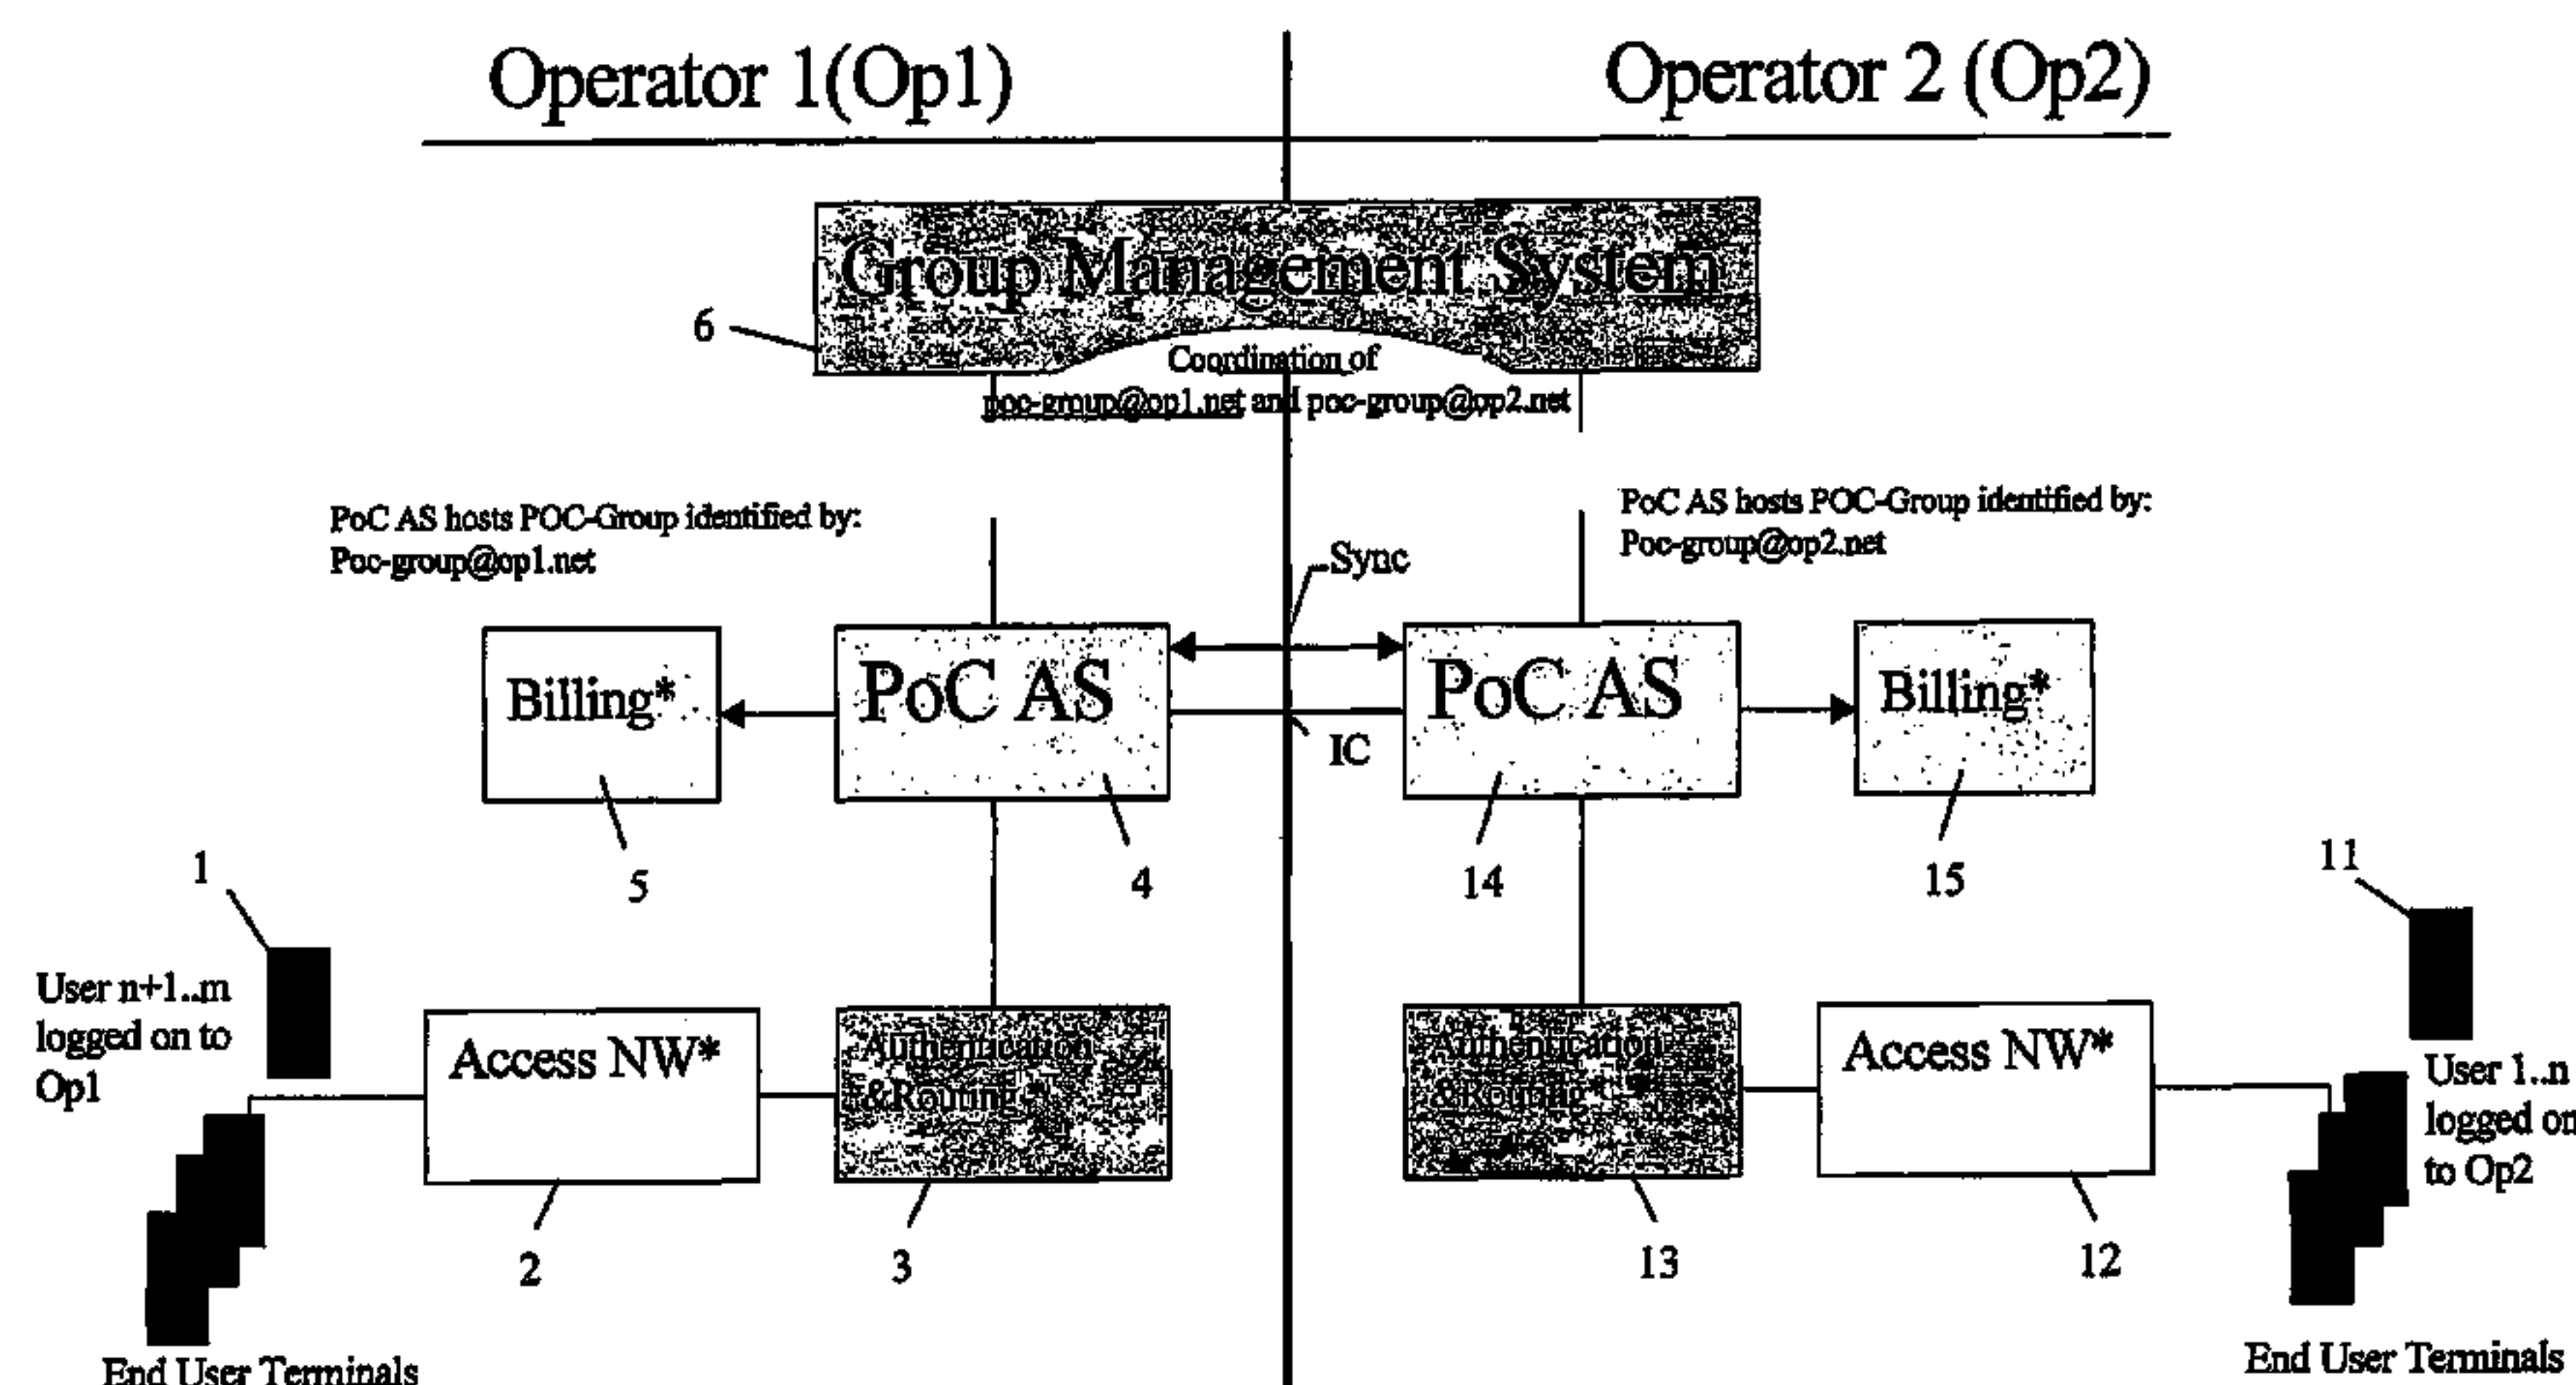 Operator 1(Op1)
Operator 2 (Op2)
Group Management System
6
Coordination of
poc-group@op1.net and poc-group@op2.net
PoC AS hosts POC-Group identified by:
Poc-group@op1.net
PoC AS hosts POC-Group identified by:
Poc-group@op2.net
Sync
Billing*
PoC AS
PoC AS
Billing*
IC
5
4
14
15
1
11
User n+1..m
logged on to
Op1
Access NW*
Authentication
&Routing*
Authentication
&Routing*
Access NW*
User 1..n
logged on
to Op2
2
3
13
12
End User Terminals
End User Terminals